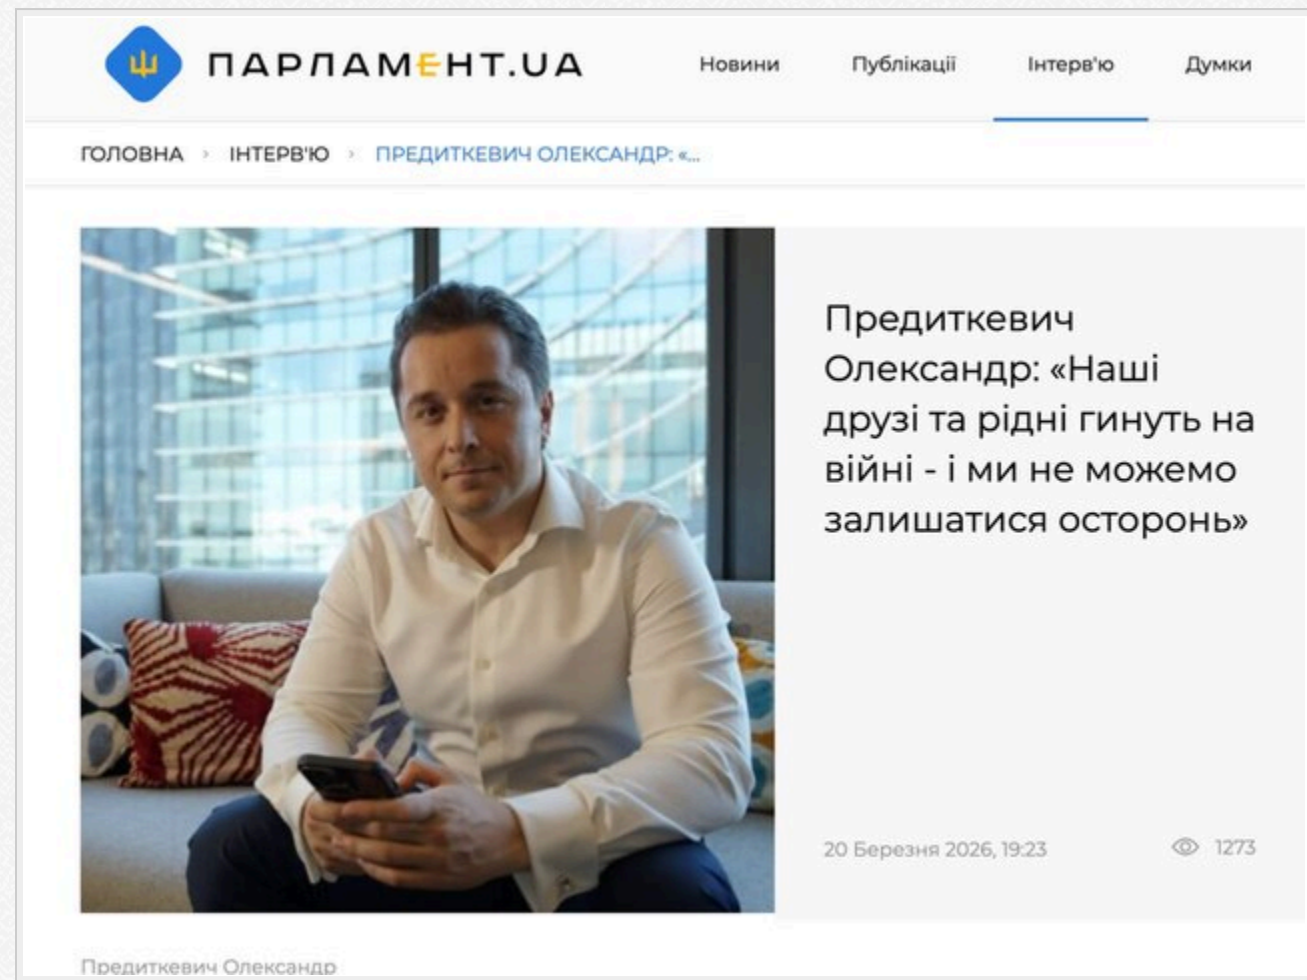 ПАРЛАМЕНТ.UA
Новини
Публікації
Інтерв'ю
Думки
ГОЛОВНА › ІНТЕРВ'Ю › ПРЕДИТКЕВИЧ ОЛЕКСАНДР: «...
Предиткевич
Олександр: «Наші
друзі та рідні гинуть на
війні - і ми не можемо
залишатися осторонь»
20 Березня 2026, 19:23
1273
Предиткевич Олександр